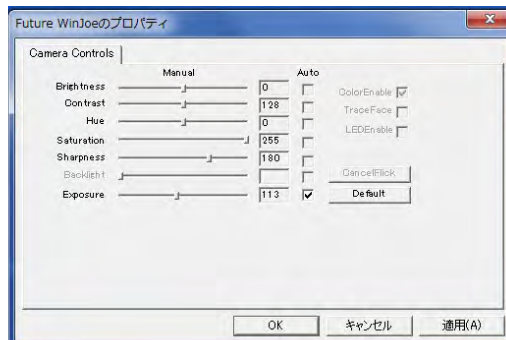 Future WinJoeのプロパティ
Camera Controls
Manual Auto
Brightness 0
Contrast 128
Hue 0
Saturation 255
Sharpness 180
Backlight
Exposure 113
ColorEnable
TraceFace
LEDEnable
CancelFlick
Default
OK キャンセル 適用(A)